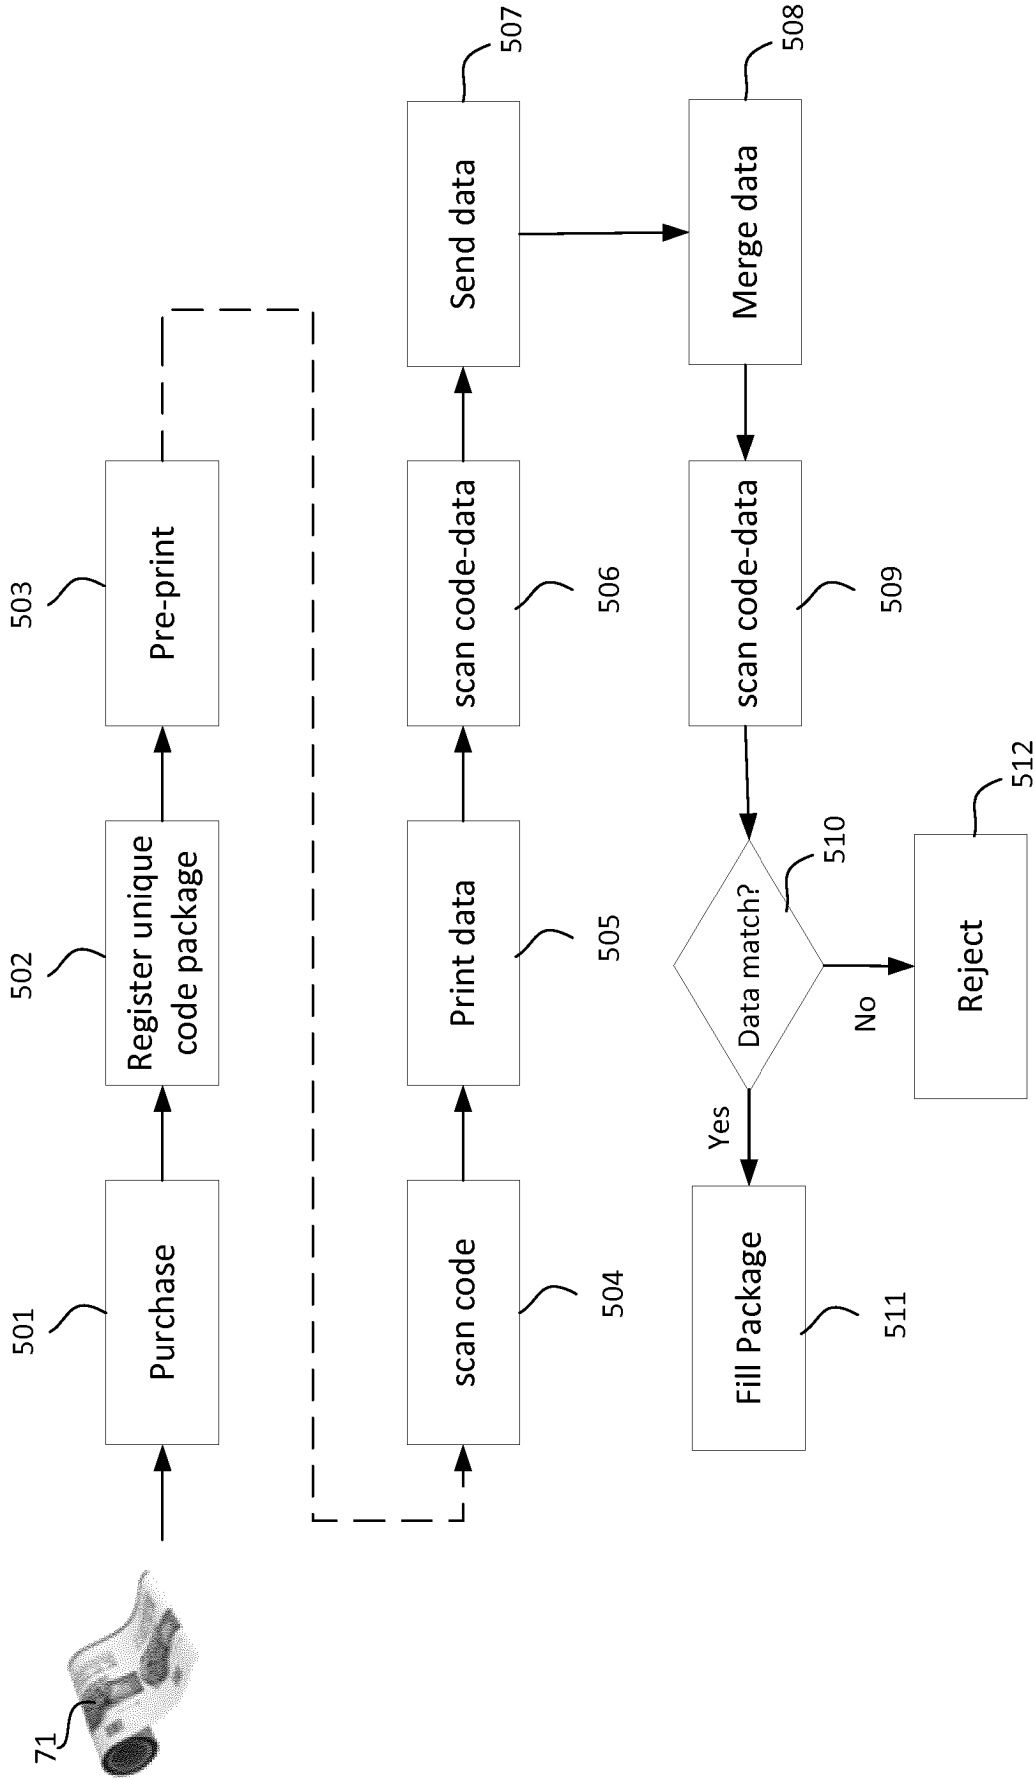 71
501
Purchase
502
Register unique
code package
503
Pre-print
504
scan code
505
Print data
506
scan code-data
507
Send data
508
Merge data
509
scan code-data
510
Data match?
Yes
No
511
Fill Package
512
Reject